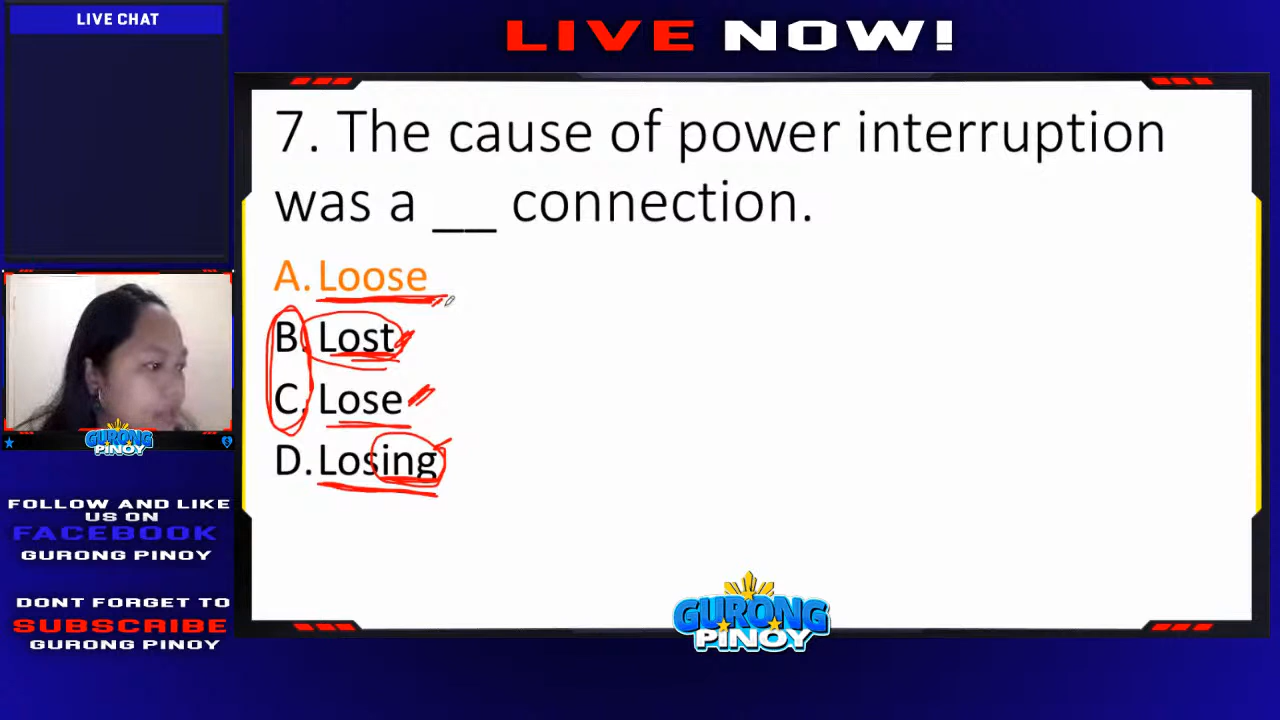 LIVE CHAT
LIVE NOW!
7. The cause of power interruption
was a __ connection.
A. Loose
B. Lost
C. Lose
D. Losing
GURONG
PINOY
FOLLOW AND LIKE
US ON
FACEBOOK
GURONG PINOY
DONT FORGET TO
SUBSCRIBE
GURONG PINOY
GURONG
PINOY